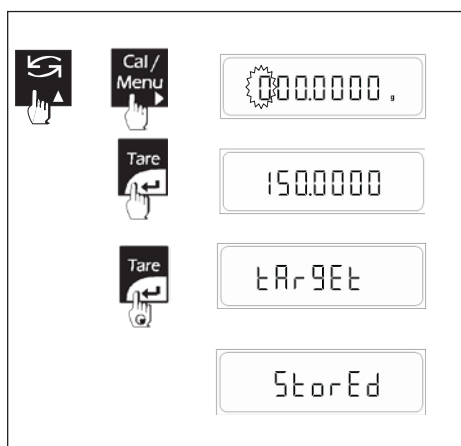 Cal/
Menu
000.0000 g
Tare
150.0000
Tare
tArgEt
StorEd